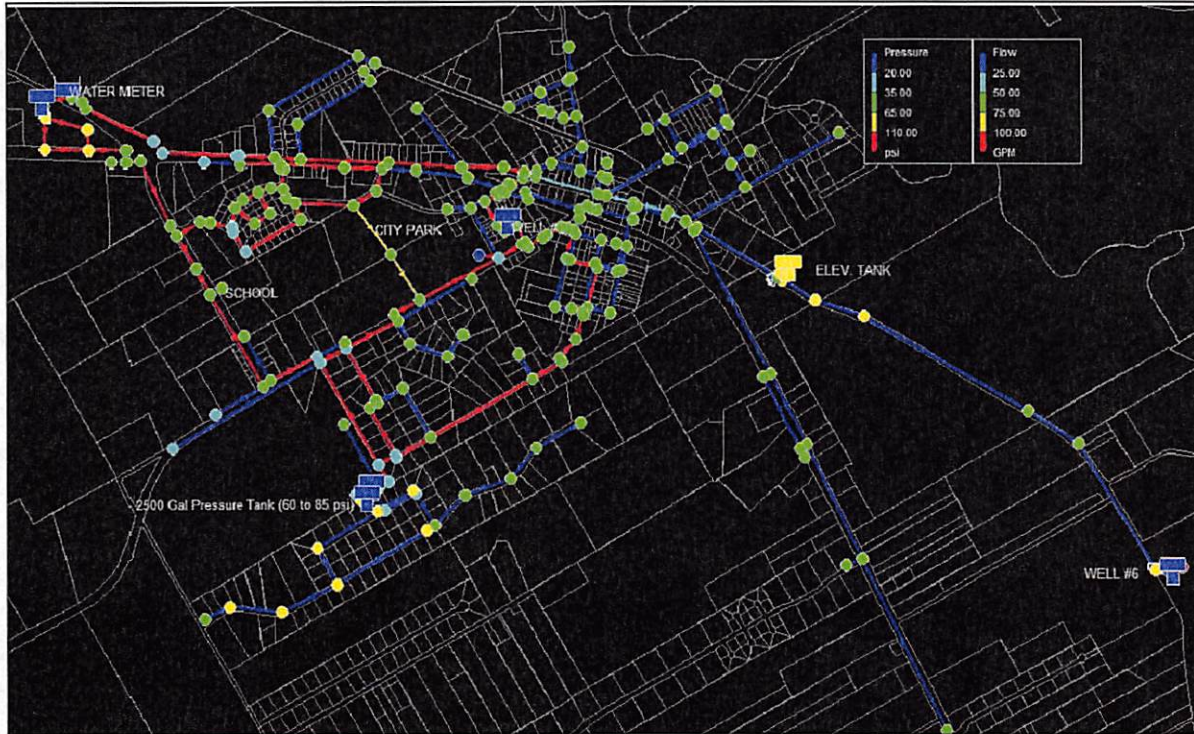 Pressure
20.00
35.00
65.00
110.00
psi
Flow
25.00
50.00
75.00
100.00
GPM
WATER METER
CITY PARK
ELEV. TANK
SCHOOL
2500 Gal Pressure Tank (60 to 85 psi)
WELL #6